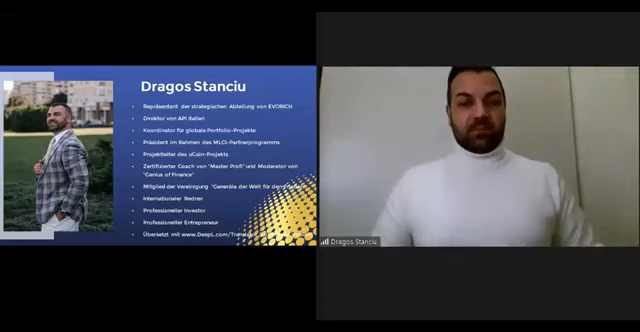 Dragos Stanciu
Repräsentant der strategischen Abteilung von EVORICH
Direktor von API Italien
Koordinator für globale Portfolio-Projekte
Präsident im Rahmen des MLCI-Partnerprogramms
Projektleiter des uGain-Projekts
Zertifizierter Coach von "Master Profi" und Moderator von
"Genius of Finance"
Mitglied der Vereinigung "Generäle der Welt für den
Internationaler Redner
Professioneller Investor
Professioneller Entrepreneur
Übersetzt mit www.DeepL.com/Translator
Dragos Stanciu